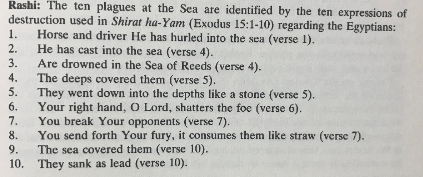 Rashi: The ten plagues at the Sea are identified by the ten expressions of
destruction used in Shirat ha-Yam (Exodus 15:1-10) regarding the Egyptians:
1. Horse and driver He has hurled into the sea (verse 1).
2. He has cast into the sea (verse 4).
3. Are drowned in the Sea of Reeds (verse 4).
4. The deeps covered them (verse 5).
5. They went down into the depths like a stone (verse 5).
6. Your right hand, O Lord, shatters the foe (verse 6).
7. You break Your opponents (verse 7).
8. You send forth Your fury, it consumes them like straw (verse 7).
9. The sea covered them (verse 10).
10. They sank as lead (verse 10).